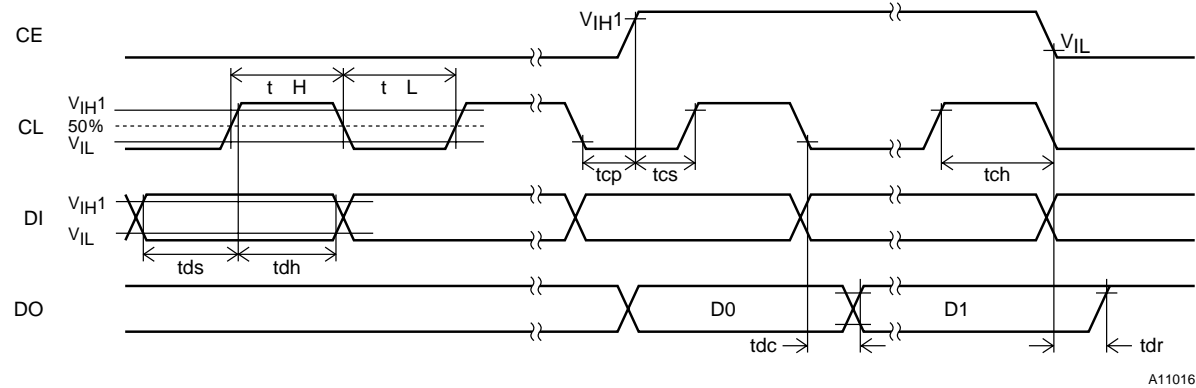 CE
VIH1
VIL
t H
t L
CL
VIH1
50%
VIL
tcp
tcs
tch
DI
VIH1
VIL
tds
tdh
DO
D0
D1
tdc
tdr
A11016